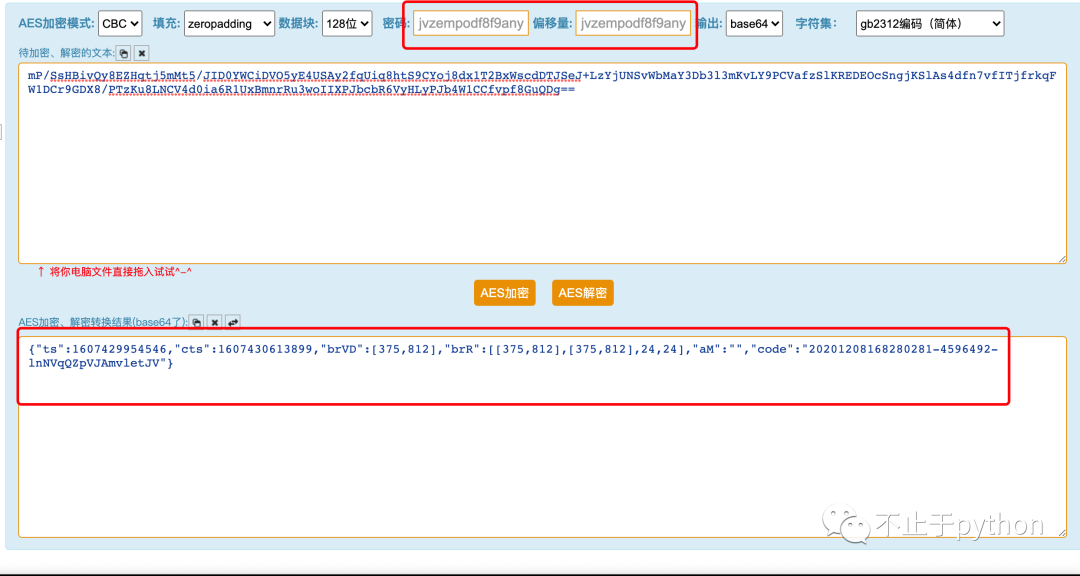 AES加密模式: CBC 填充: zeropadding 数据块: 128位 密码: jvzempodf8f9any 偏移量: jvzempodf8f9any 输出: base64 字符集: gb2312编码（简体）
待加密、解密的文本:
mP/SsHBivQy8EZHqtj5mMt5/JID0YWCiDVO5yE4USAy2fqUiq8htS9CYoj8dx1T2BxWscdDTJSeJ+LzYjUNSvWbMaY3Db3l3mKvLY9PCVafzSlKREDEOcSngjKSlAs4dfn7vfITjfrkqF
W1DCr9GDX8/PTzKu8LNCV4d0ia6R1UxBmnrRu3woIIXPJbcbR6VyHLyPJb4W1CCfvpf8GuQDg==
↑ 将你电脑文件直接拖入试试^-^
AES加密 AES解密
AES加密、解密转换结果(base64了):
{"ts":1607429954546,"cts":1607430613899,"brVD":[375,812],"brR":[[375,812],[375,812],24,24],"aM":"","code":"20201208168280281-4596492-
lnNVqQZpVJAmvletJV"}
不止于python